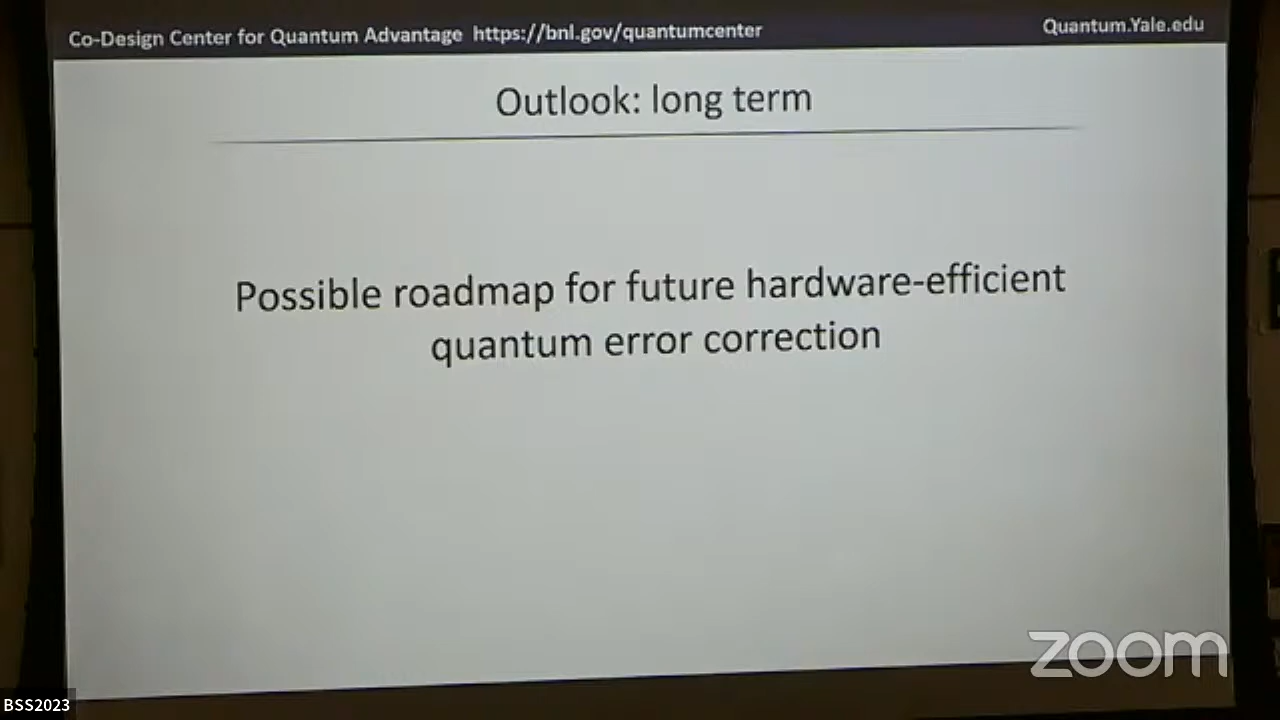 Co-Design Center for Quantum Advantage https://bnl.gov/quantumcenter
Quantum.Yale.edu
Outlook: long term
Possible roadmap for future hardware-efficient
quantum error correction
zoom
BSS2023